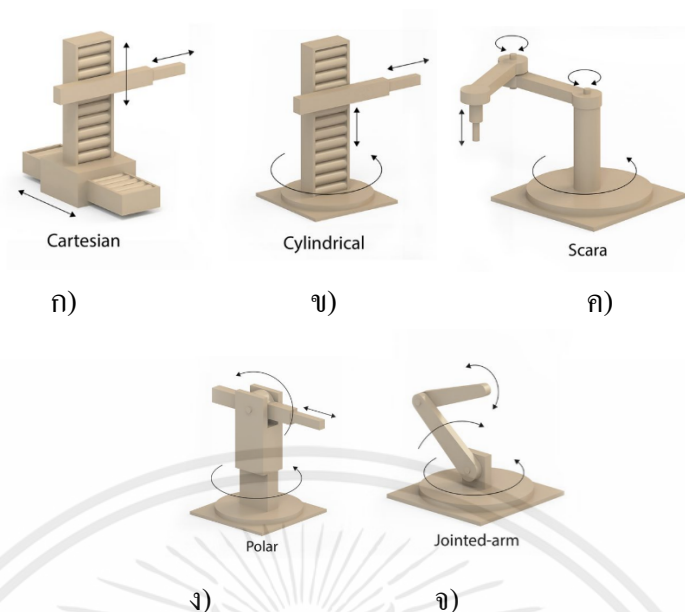 Cartesian
Cylindrical
Scara
ก)
ข)
ค)
Polar
Jointed-arm
ง)
จ)